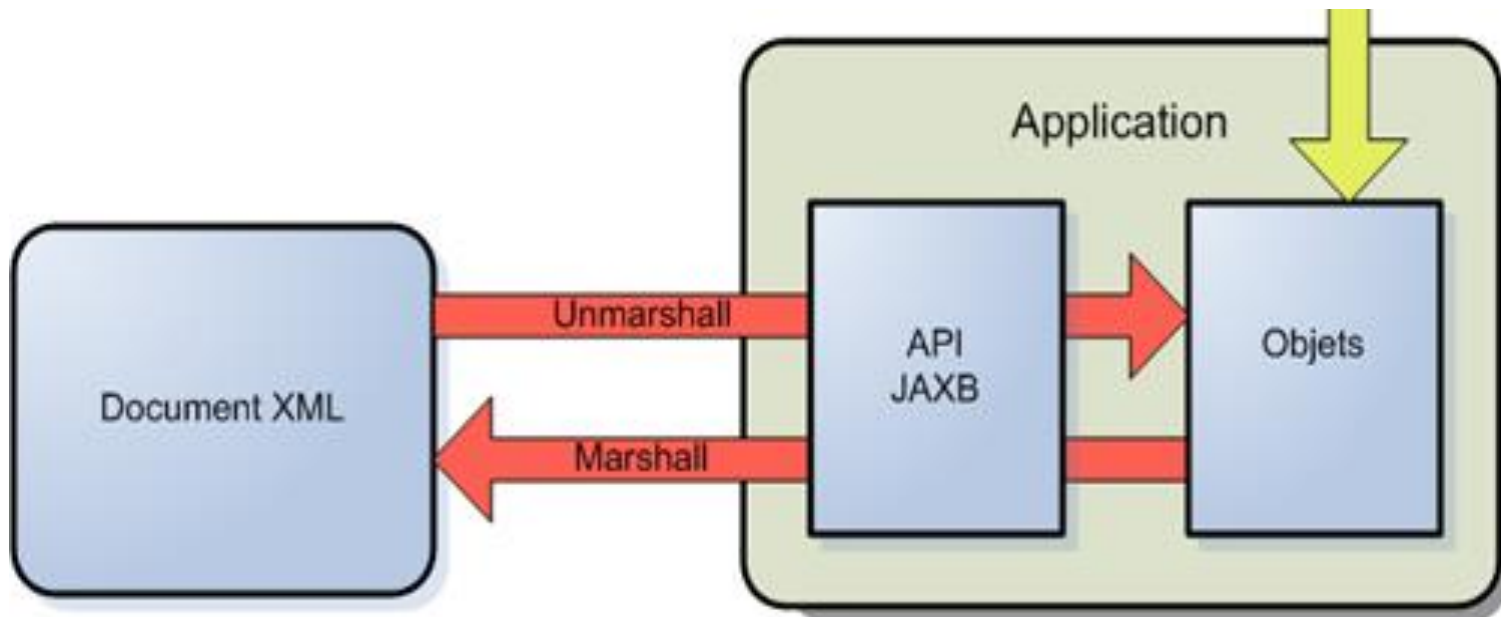 Application
Document XML
Unmarshall
Marshall
API
JAXB
Objets